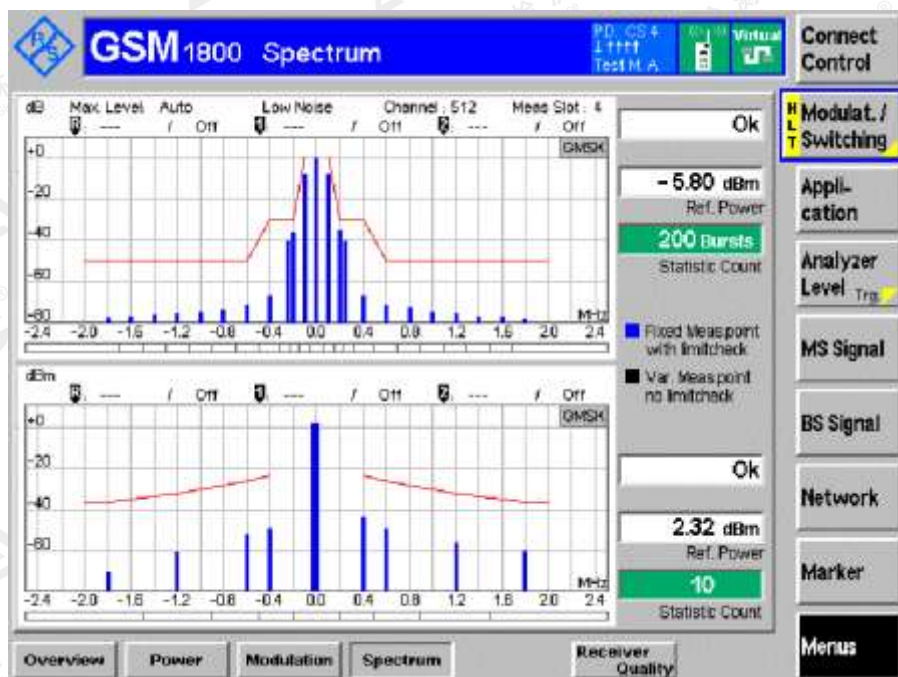 GSM 1800 Spectrum
PD: CS 4
Test M. A.
Virtual
Connect Control
dB Max. Level Auto Low Noise Channel : 512 Meas Slot : 4
--- / Off --- / Off --- / Off
GMSK
+0
-20
-40
-60
-80
MHz
-2.4 -2.0 -1.6 -1.2 -0.8 -0.4 0.0 0.4 0.8 1.2 1.6 2.0 2.4
Ok
- 5.80 dBm
Ref. Power
200 Bursts
Statistic Count
Fixed Meas.point
with limitcheck
Var. Meas.point
no limitcheck
dBm
--- / Off --- / Off --- / Off
GMSK
+0
-20
-40
-60
MHz
-2.4 -2.0 -1.6 -1.2 -0.8 -0.4 0.0 0.4 0.8 1.2 1.6 2.0 2.4
Ok
2.32 dBm
Ref. Power
10
Statistic Count
H L T
Modulat. /
Switching
Appli-
cation
Analyzer
Level Trg.
MS Signal
BS Signal
Network
Marker
Menus
Overview Power Modulation Spectrum Receiver Quality